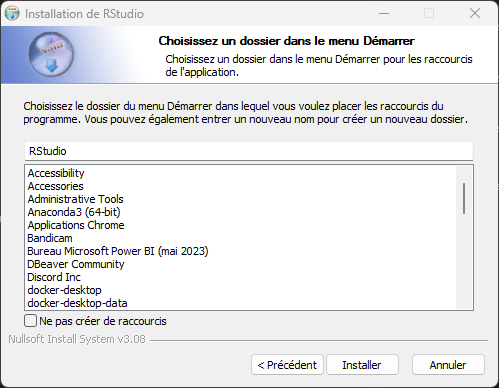 Installation de RStudio
Choisissez un dossier dans le menu Démarrer
Choisissez un dossier dans le menu Démarrer pour les raccourcis
de l'application.
Choisissez le dossier du menu Démarrer dans lequel vous voulez placer les raccourcis du
programme. Vous pouvez également entrer un nouveau nom pour créer un nouveau dossier.
RStudio
Accessibility
Accessories
Administrative Tools
Anaconda3 (64-bit)
Applications Chrome
Bandicam
Bureau Microsoft Power BI (mai 2023)
DBeaver Community
Discord Inc
docker-desktop
docker-desktop-data
Ne pas créer de raccourcis
Nullsoft Install System v3.08
< Précédent
Installer
Annuler